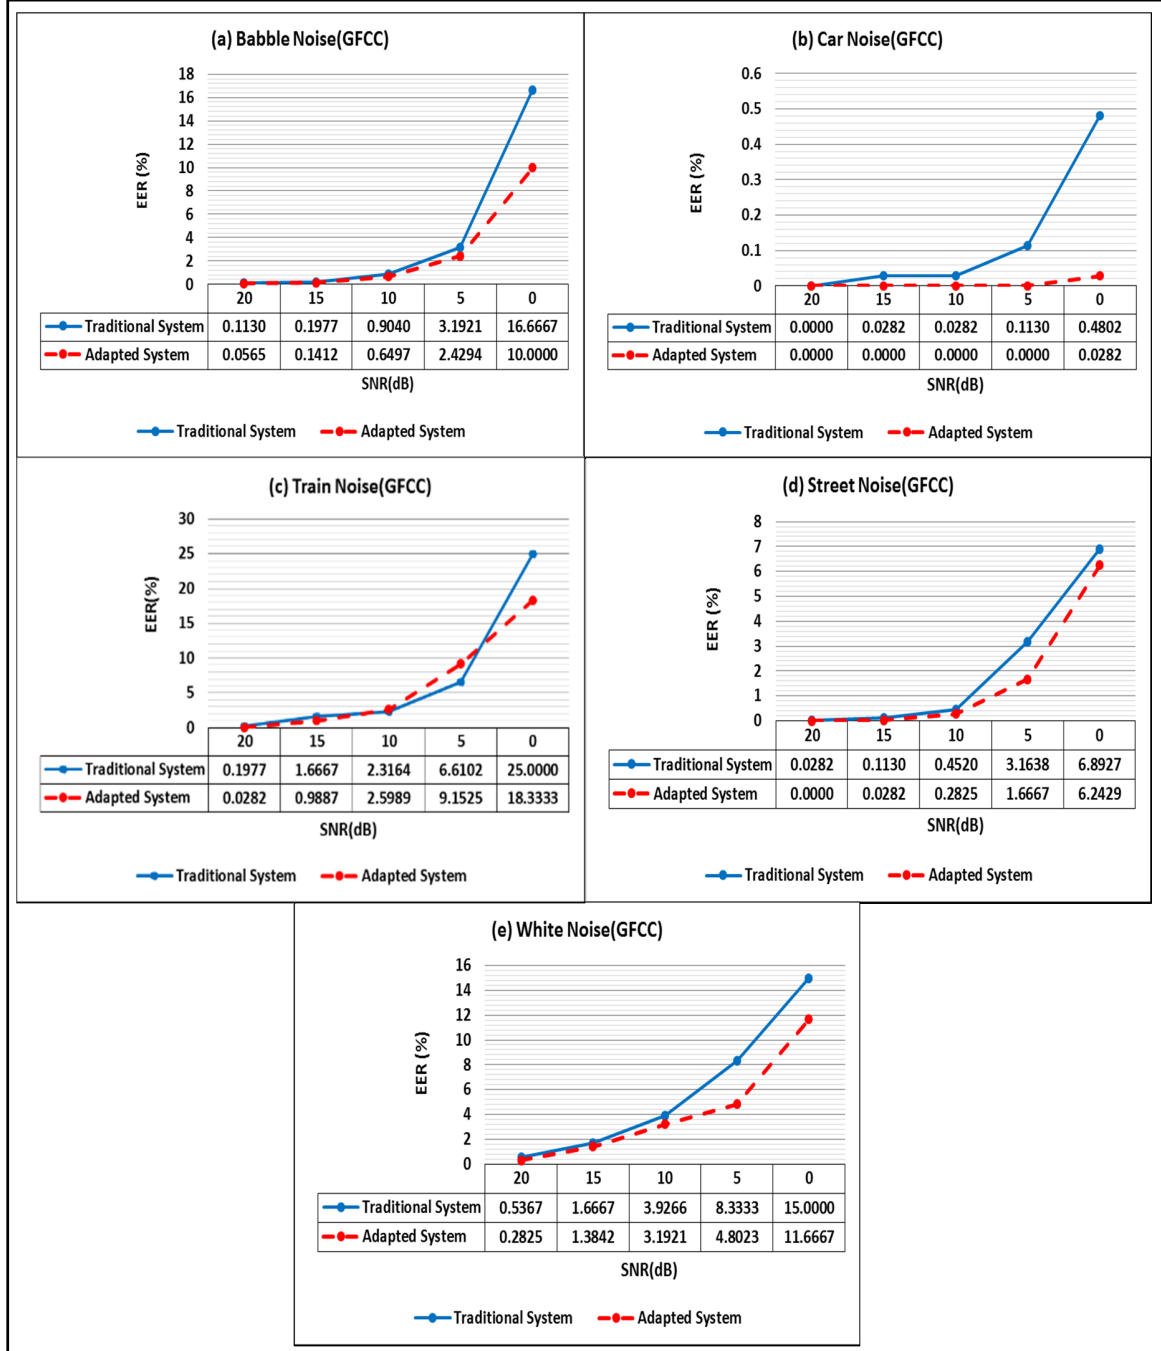 (a) Babble Noise(GFCC)
18
16
14
12
10
8
6
4
2
0
EER (%)
20 15 10 5 0
Traditional System 0.1130 0.1977 0.9040 3.1921 16.6667
Adapted System 0.0565 0.1412 0.6497 2.4294 10.0000
SNR(dB)
Traditional System Adapted System
(b) Car Noise(GFCC)
0.6
0.5
0.4
0.3
0.2
0.1
0
EER (%)
20 15 10 5 0
Traditional System 0.0000 0.0282 0.0282 0.1130 0.4802
Adapted System 0.0000 0.0000 0.0000 0.0000 0.0282
SNR(dB)
Traditional System Adapted System
(c) Train Noise(GFCC)
30
25
20
15
10
5
0
EER(%)
20 15 10 5 0
Traditional System 0.1977 1.6667 2.3164 6.6102 25.0000
Adapted System 0.0282 0.9887 2.5989 9.1525 18.3333
SNR(dB)
Traditional System Adapted System
(d) Street Noise(GFCC)
8
7
6
5
4
3
2
1
0
EER (%)
20 15 10 5 0
Traditional System 0.0282 0.1130 0.4520 3.1638 6.8927
Adapted System 0.0000 0.0282 0.2825 1.6667 6.2429
SNR(dB)
Traditional System Adapted System
(e) White Noise(GFCC)
16
14
12
10
8
6
4
2
0
EER (%)
20 15 10 5 0
Traditional System 0.5367 1.6667 3.9266 8.3333 15.0000
Adapted System 0.2825 1.3842 3.1921 4.8023 11.6667
SNR(dB)
Traditional System Adapted System